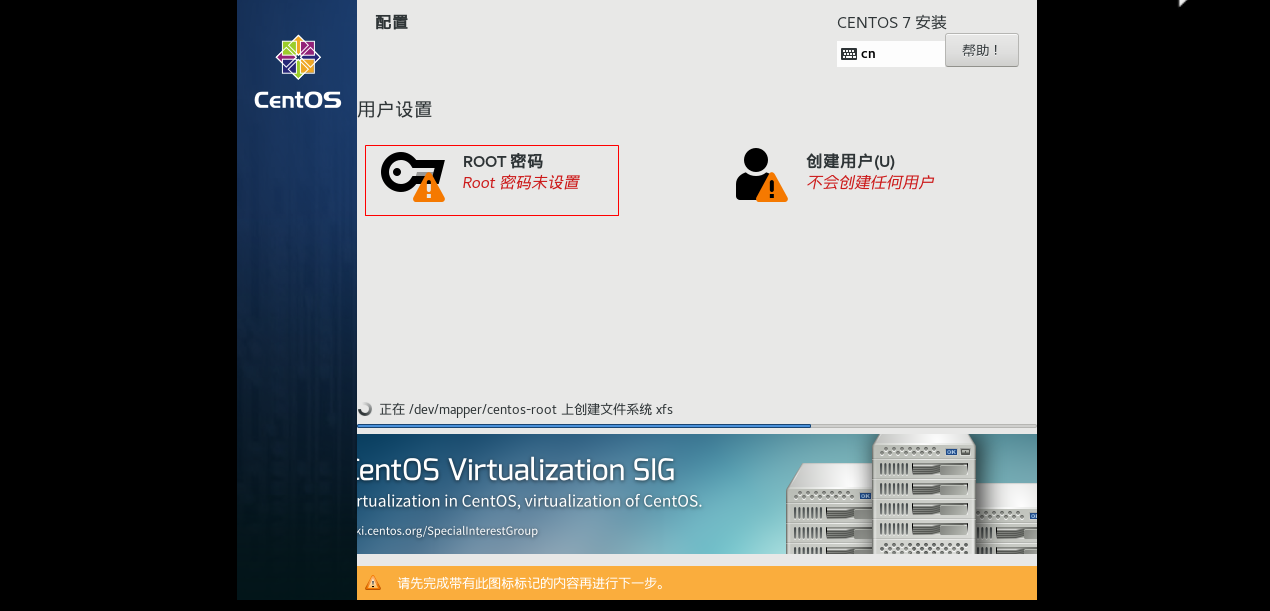 配置
CENTOS 7 安装
cn
帮助！
CentOS
用户设置
ROOT 密码
Root 密码未设置
创建用户(U)
不会创建任何用户
正在 /dev/mapper/centos-root 上创建文件系统 xfs
CentOS Virtualization SIG
rtualization in CentOS, virtualization of CentOS.
ki.centos.org/SpecialInterestGroup
请先完成带有此图标标记的内容再进行下一步。